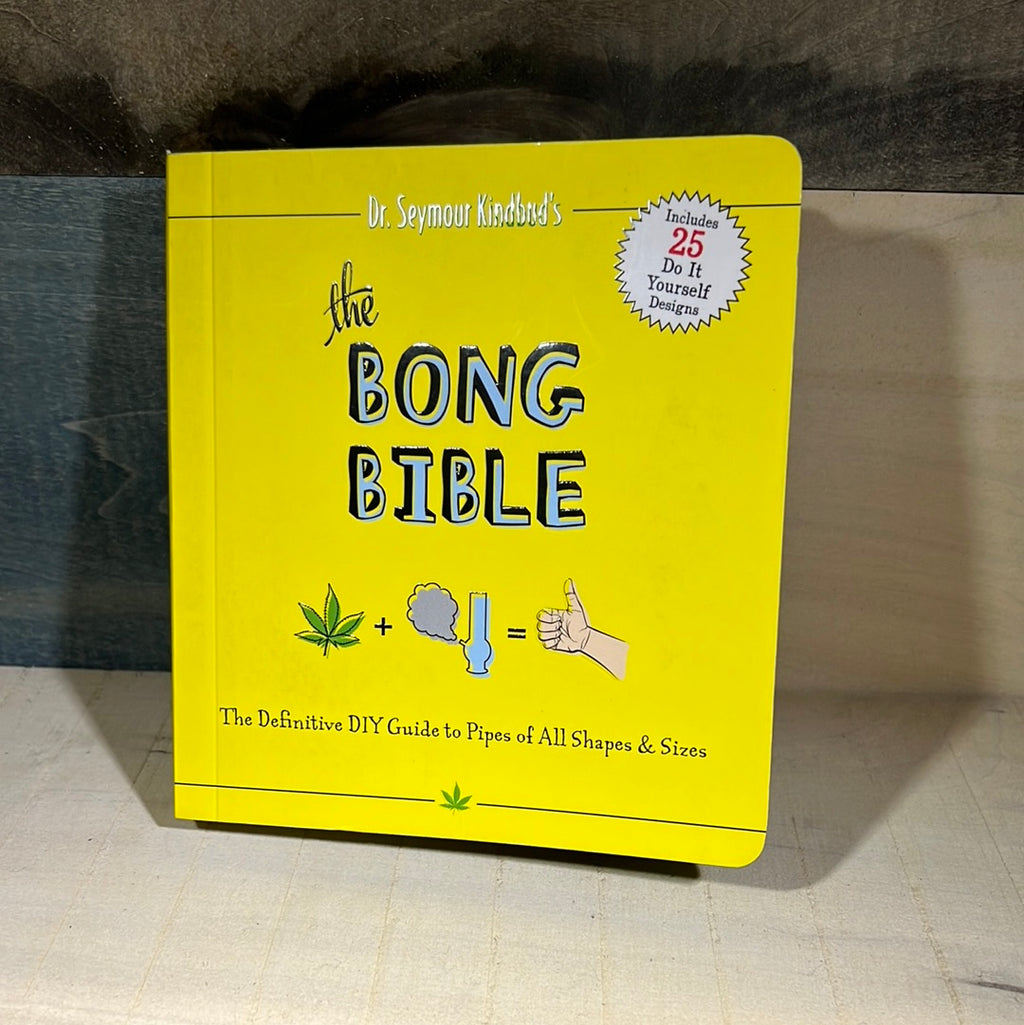 Dr. Seymour Kindbud's
Includes
25
Do It
Yourself
Designs
the
BONG
BIBLE
+ =
The Definitive DIY Guide to Pipes of All Shapes & Sizes